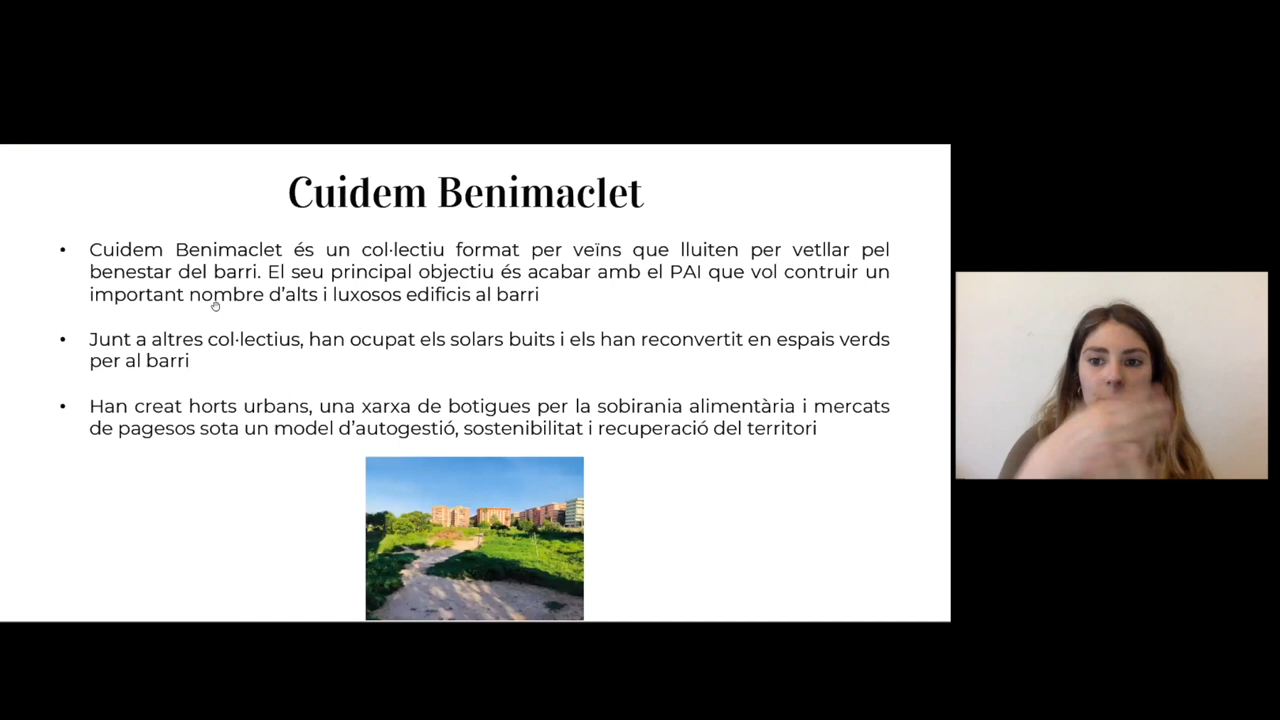 Cuidem Benimaclet
• Cuidem Benimaclet és un col·lectiu format per veïns que lluiten per vetllar pel
benestar del barri. El seu principal objectiu és acabar amb el PAI que vol contruir un
important nombre d’alts i luxosos edificis al barri
• Junt a altres col·lectius, han ocupat els solars buits i els han reconvertit en espais verds
per al barri
• Han creat horts urbans, una xarxa de botigues per la sobirania alimentària i mercats
de pagesos sota un model d’autogestió, sostenibilitat i recuperació del territori